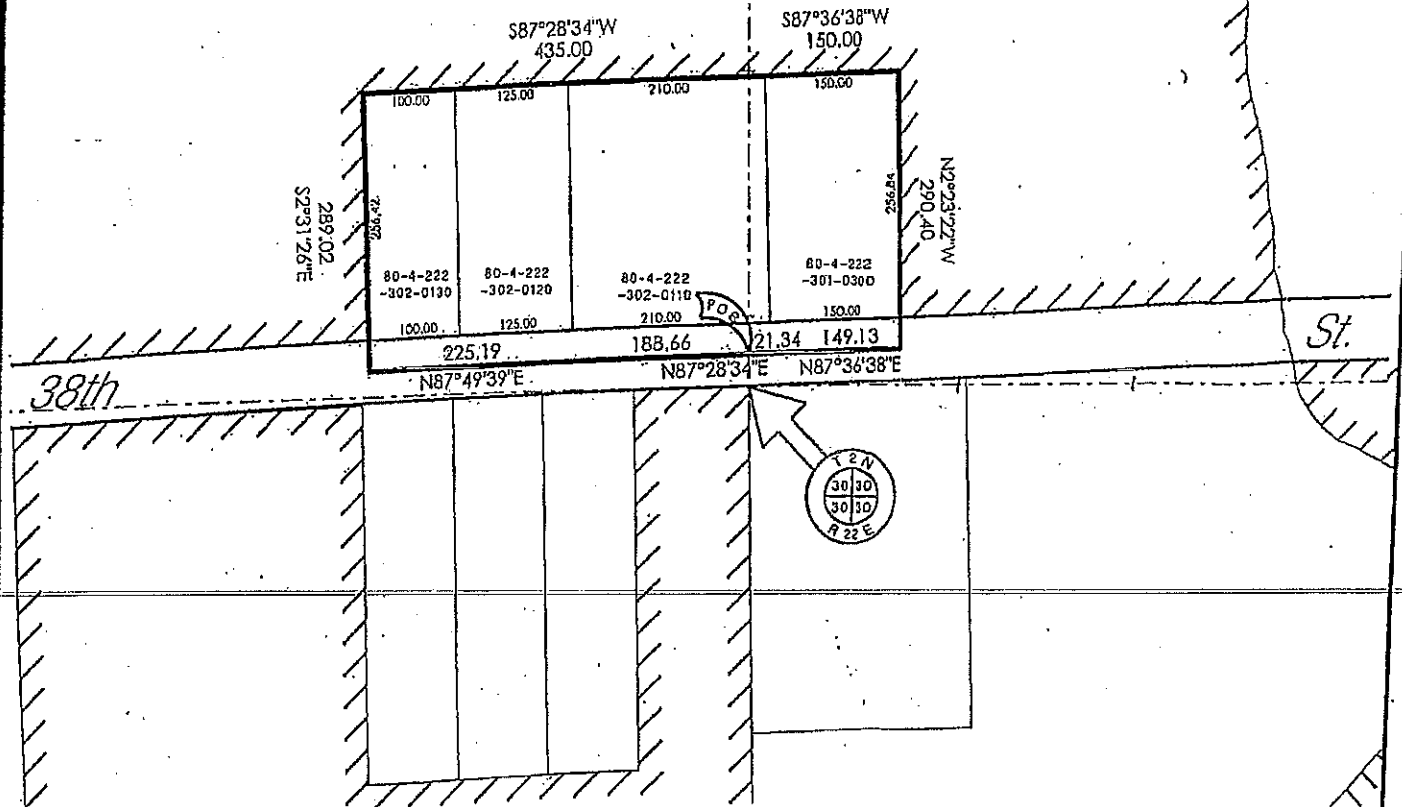 S87°28'34"W
435.00
S87°36'38"W
150.00
100.00
125.00
210.00
150.00
S2°31'26"E
289.02
256.42
256.84
N2°23'22"W
290.40
80-4-222
-302-0130
80-4-222
-302-0120
80-4-222
-302-0110
80-4-222
-301-0300
POB
100.00
125.00
210.00
150.00
225.19
188.66
21.34
149.13
N87°49'39"E
N87°28'34"E
N87°36'38"E
38th
St.
T 2 N
30 30
30 30
R 22 E